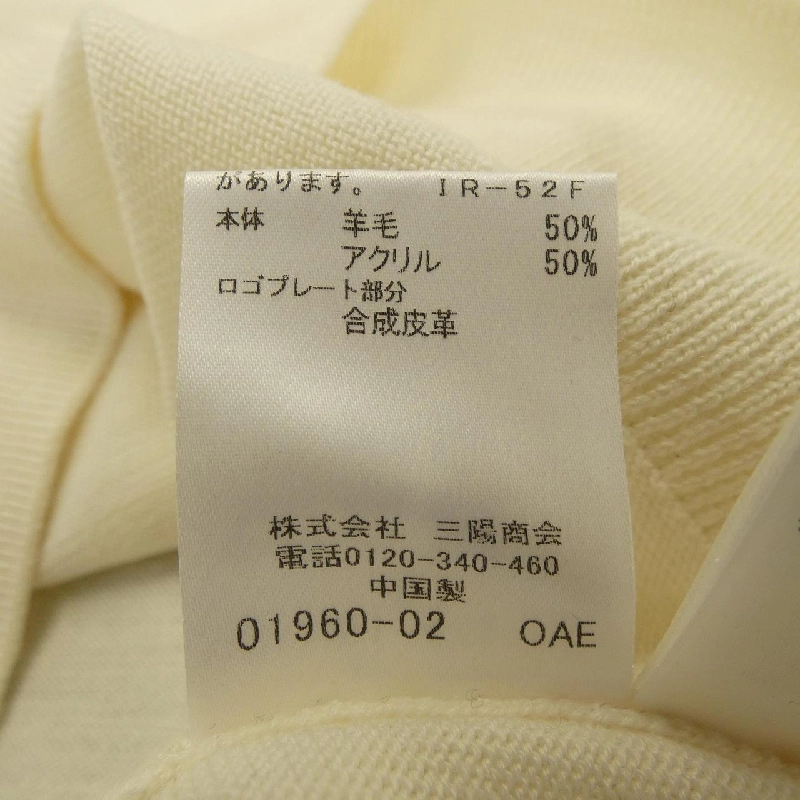 があります。 IR-52F
本体 羊毛 50%
アクリル 50%
ロゴプレート部分
合成皮革
株式会社 三陽商会
電話0120-340-460
中国製
01960-02 OAE